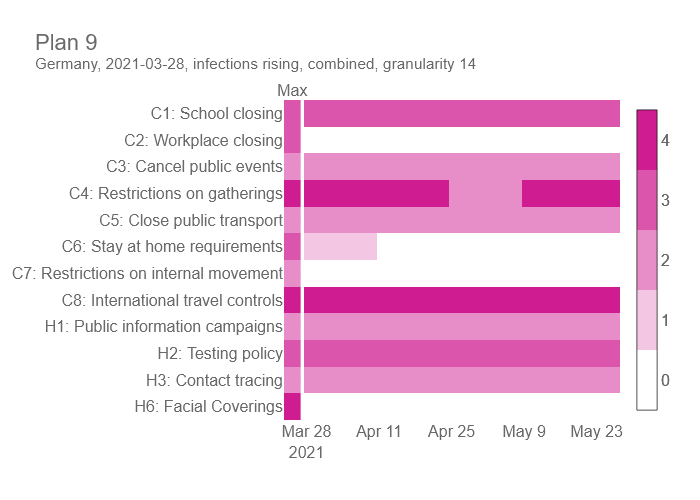 Plan 9
Germany, 2021-03-28, infections rising, combined, granularity 14
Max
C1: School closing
C2: Workplace closing
C3: Cancel public events
C4: Restrictions on gatherings
C5: Close public transport
C6: Stay at home requirements
C7: Restrictions on internal movement
C8: International travel controls
H1: Public information campaigns
H2: Testing policy
H3: Contact tracing
H6: Facial Coverings
Mar 28 Apr 11 Apr 25 May 9 May 23
2021
4
3
2
1
0